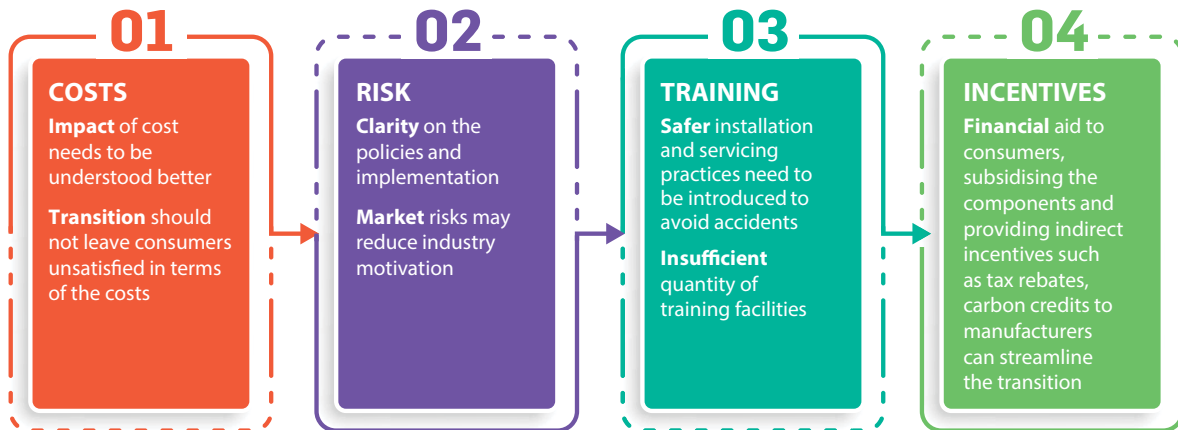 01
COSTS
Impact of cost
needs to be
understood better
Transition should
not leave consumers
unsatisfied in terms
of the costs
02
RISK
Clarity on the
policies and
implementation
Market risks may
reduce industry
motivation
03
TRAINING
Safer installation
and servicing
practices need to
be introduced to
avoid accidents
Insufficient
quantity of
training facilities
04
INCENTIVES
Financial aid to
consumers,
subsidising the
components and
providing indirect
incentives such
as tax rebates,
carbon credits to
manufacturers
can streamline
the transition